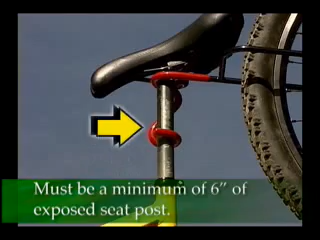 Must be a minimum of 6” of
exposed seat post.